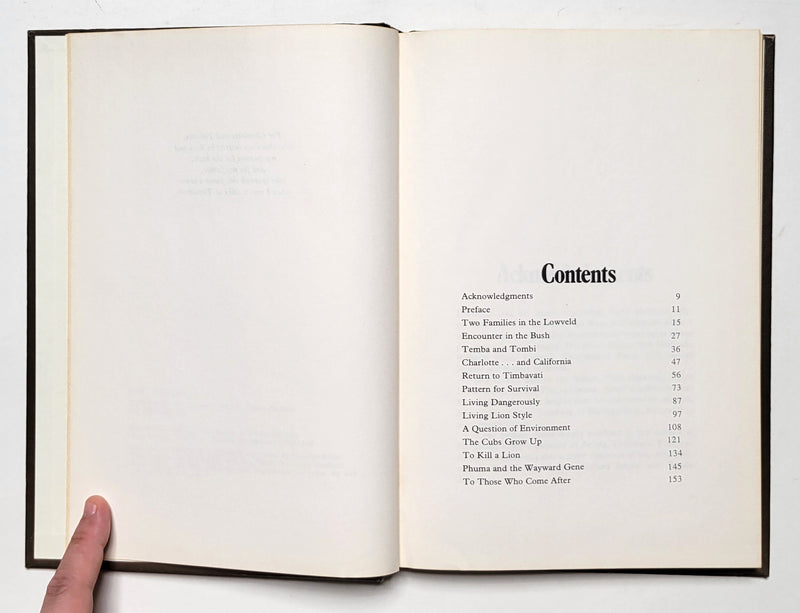 Contents
Acknowledgments 9
Preface 11
Two Families in the Lowveld 15
Encounter in the Bush 27
Temba and Tombi 36
Charlotte . . . and California 47
Return to Timbavati 56
Pattern for Survival 73
Living Dangerously 87
Living Lion Style 97
A Question of Environment 108
The Cubs Grow Up 121
To Kill a Lion 134
Phuma and the Wayward Gene 145
To Those Who Come After 153